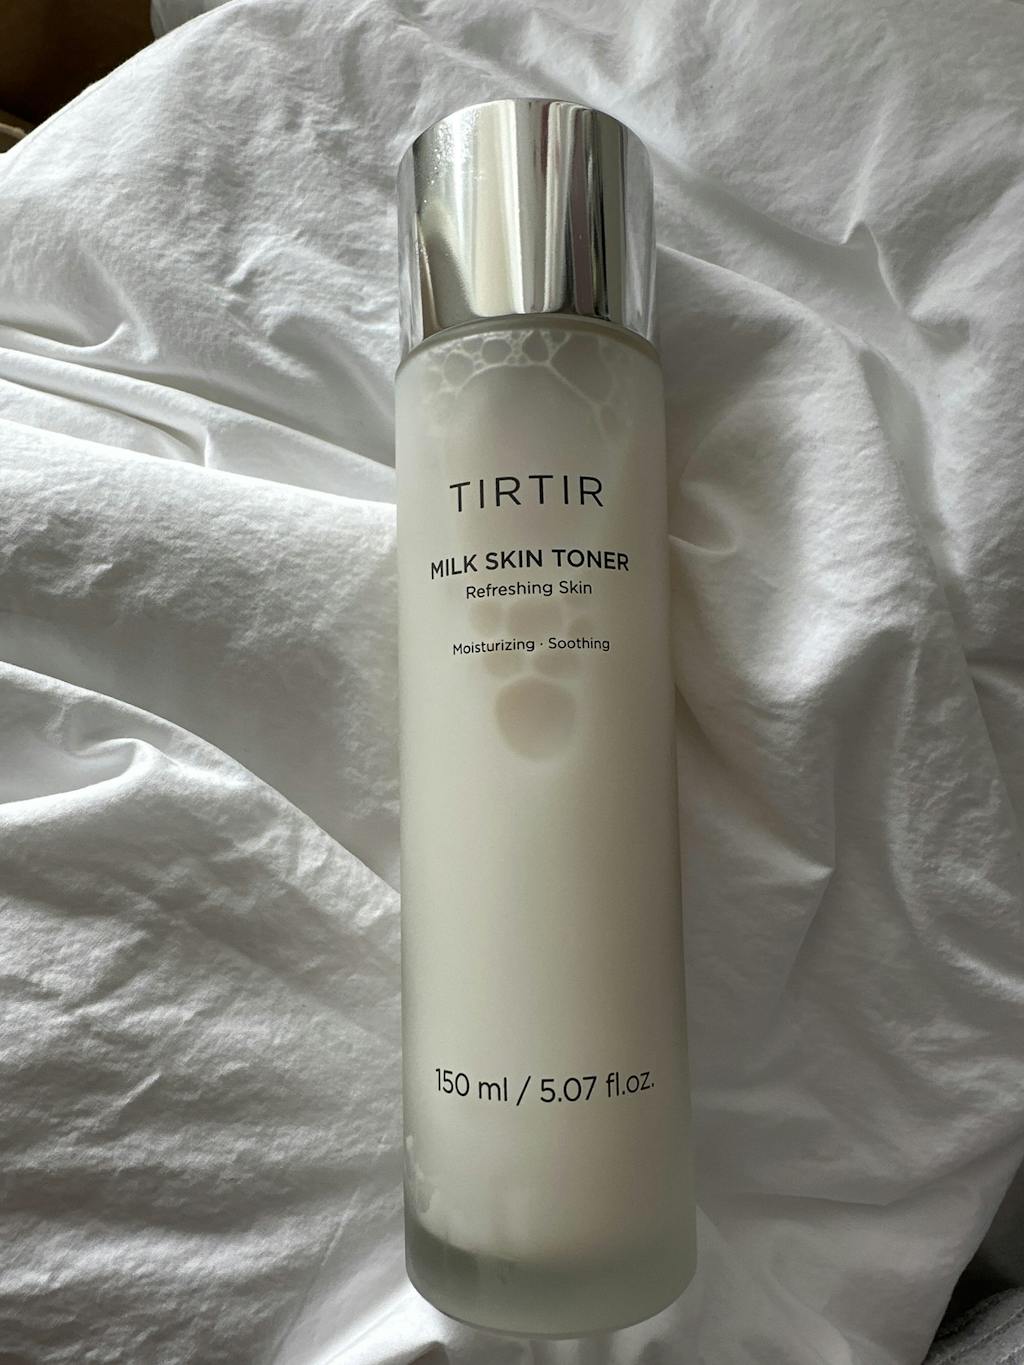 TIRTIR
MILK SKIN TONER
Refreshing Skin
Moisturizing · Soothing
150 ml / 5.07 fl.oz.